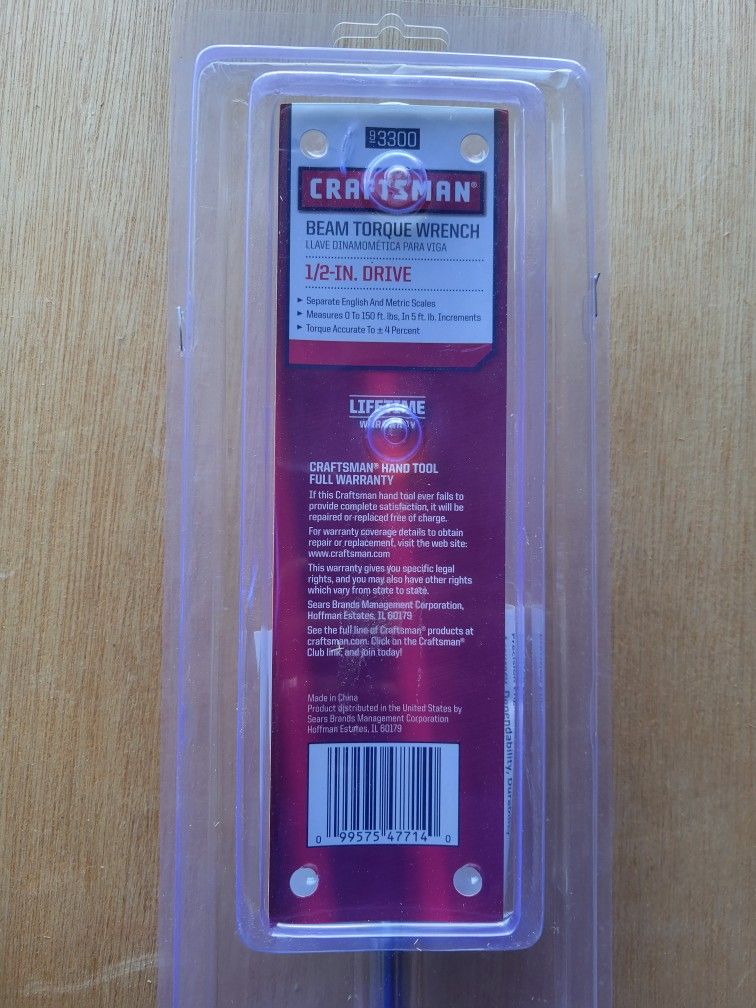 9 3300
CRAFTSMAN®
BEAM TORQUE WRENCH
LLAVE DINAMOMÉTICA PARA VIGA
1/2-IN. DRIVE
▸ Separate English And Metric Scales
▸ Measures 0 To 150 ft. lbs, In 5 ft. lb. Increments
▸ Torque Accurate To ± 4 Percent
LIFETIME
WARRANTY
CRAFTSMAN® HAND TOOL
FULL WARRANTY
If this Craftsman hand tool ever fails to
provide complete satisfaction, it will be
repaired or replaced free of charge.
For warranty coverage details to obtain
repair or replacement, visit the web site:
www.craftsman.com
This warranty gives you specific legal
rights, and you may also have other rights
which vary from state to state.
Sears Brands Management Corporation,
Hoffman Estates, IL 60179
See the full line of Craftsman® products at
craftsman.com. Click on the Craftsman®
Club link, and join today!
Made in China
Product distributed in the United States by
Sears Brands Management Corporation
Hoffman Estates, IL 60179
0 99575 47714 0
Dependability,